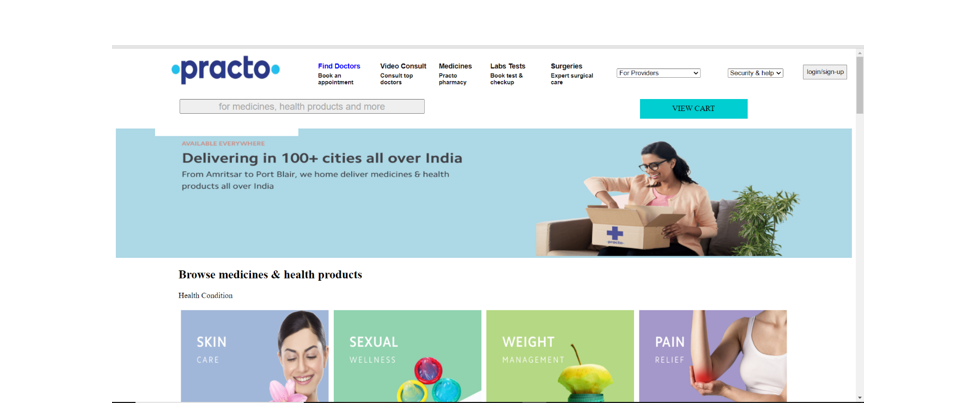 practo
Find Doctors
Book an
appointment
Video Consult
Consult top
doctors
Medicines
Practo
pharmacy
Labs Tests
Book test &
checkup
Surgeries
Expert surgical
care
For Providers
Security & help
login/sign-up
for medicines, health products and more
VIEW CART
AVAILABLE EVERYWHERE
Delivering in 100+ cities all over India
From Amritsar to Port Blair, we home deliver medicines & health
products all over India
practo
Browse medicines & health products
Health Condition
SKIN
CARE
SEXUAL
WELLNESS
WEIGHT
MANAGEMENT
PAIN
RELIEF